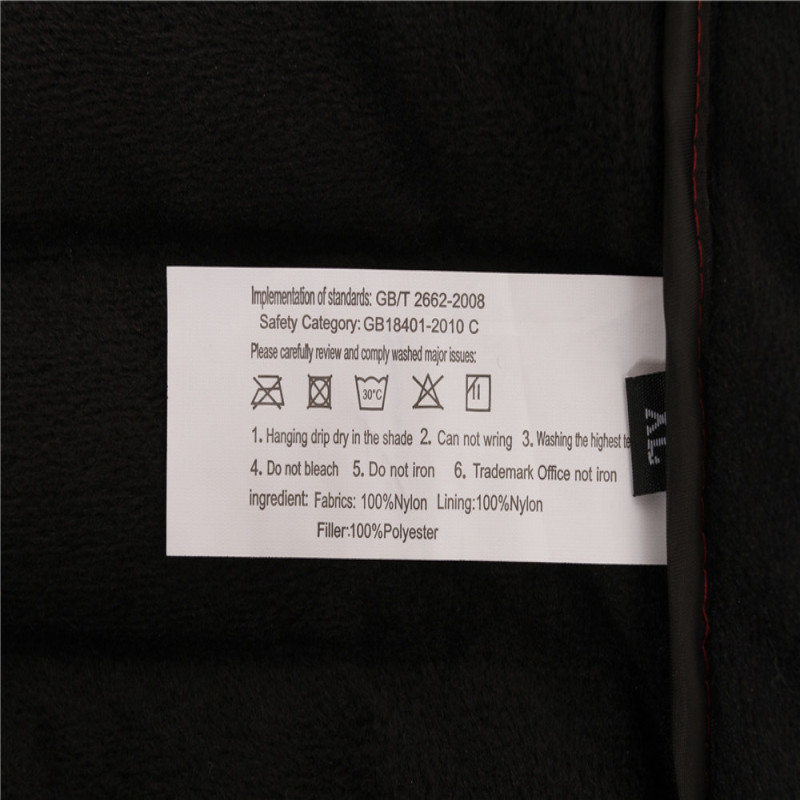 Implementation of standards: GB/T 2662-2008
Safety Category: GB18401-2010 C
Please carefully review and comply washed major issues:
30°C
1. Hanging drip dry in the shade 2. Can not wring 3. Washing the highest te
4. Do not bleach 5. Do not iron 6. Trademark Office not iron
ingredient: Fabrics: 100%Nylon Lining:100%Nylon
Filler:100%Polyester